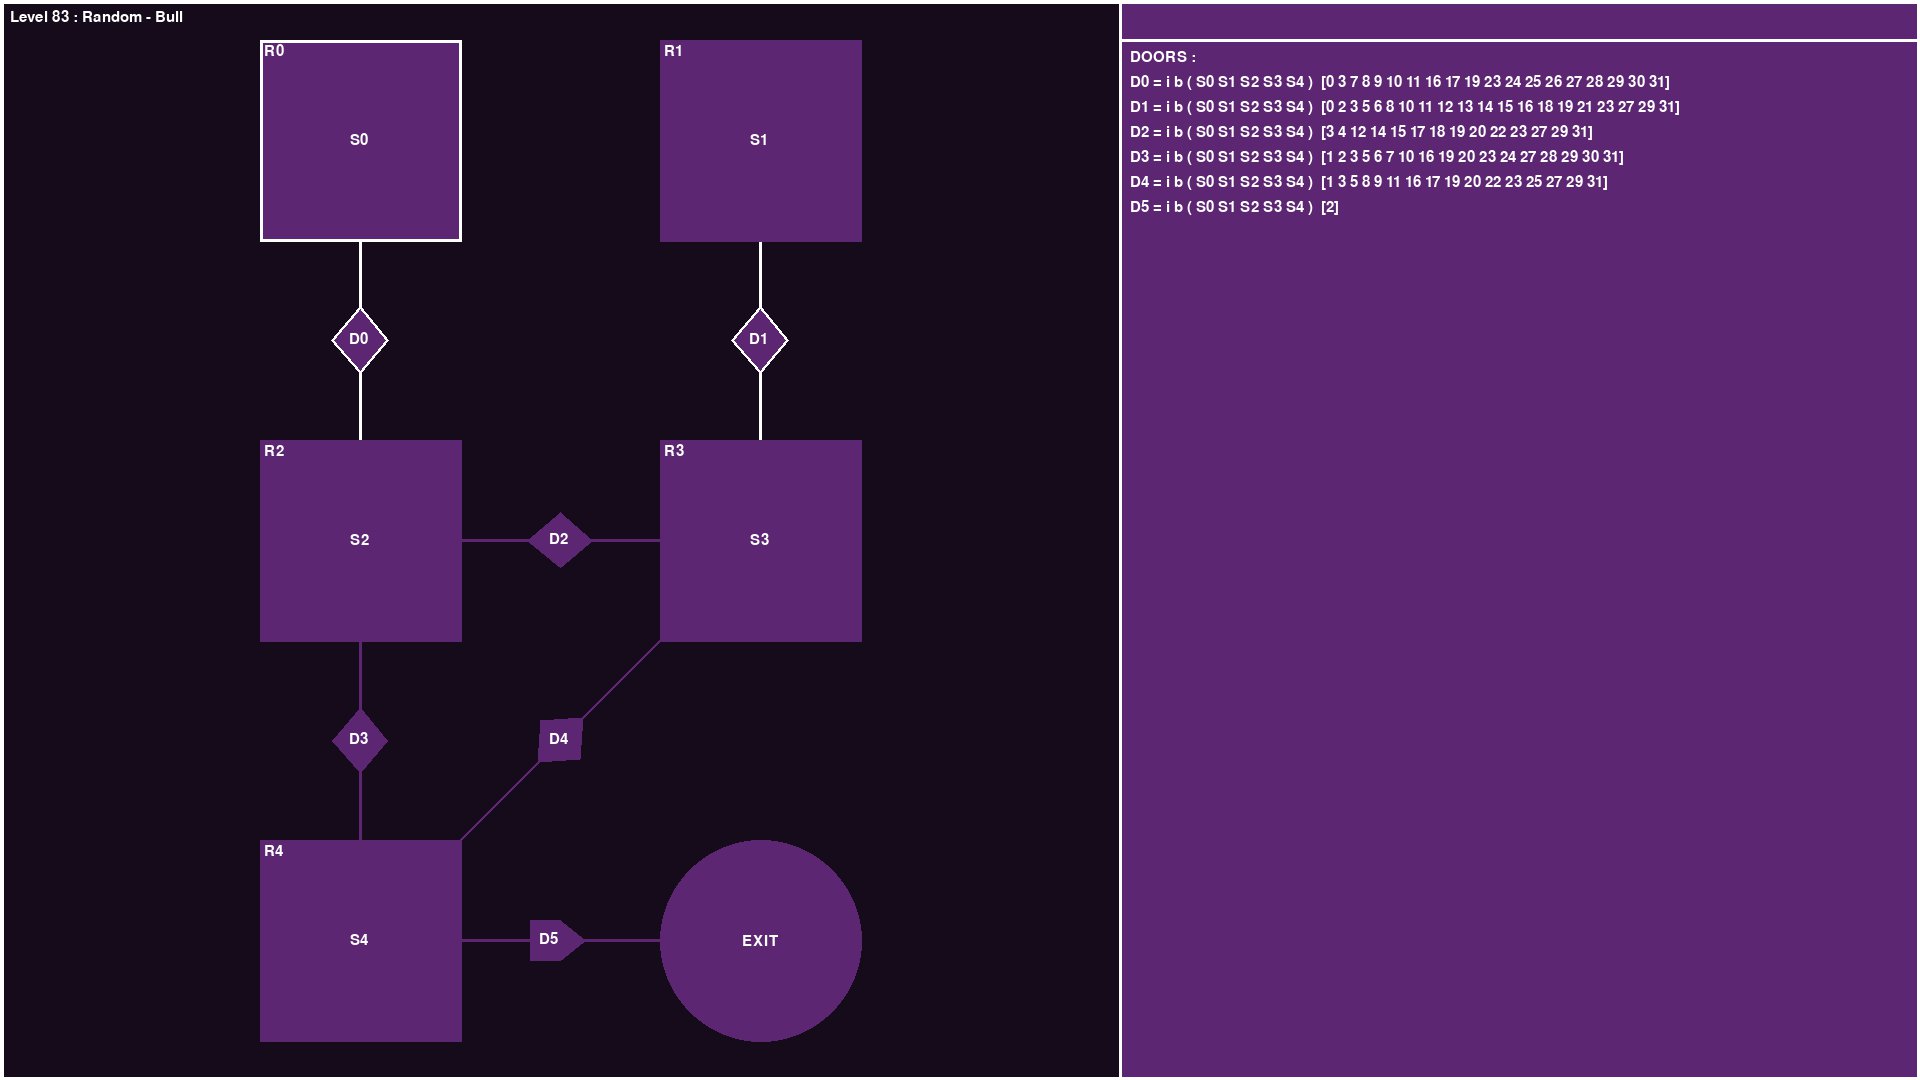 Level 83 : Random - Bull
R0
S0
R1
S1
D0
D1
R2
S2
D2
R3
S3
D3
D4
R4
S4
D5
EXIT
DOORS :
D0 = i b ( S0 S1 S2 S3 S4 ) [0 3 7 8 9 10 11 16 17 19 23 24 25 26 27 28 29 30 31]
D1 = i b ( S0 S1 S2 S3 S4 ) [0 2 3 5 6 8 10 11 12 13 14 15 16 18 19 21 23 27 29 31]
D2 = i b ( S0 S1 S2 S3 S4 ) [3 4 12 14 15 17 18 19 20 22 23 27 29 31]
D3 = i b ( S0 S1 S2 S3 S4 ) [1 2 3 5 6 7 10 16 19 20 23 24 27 28 29 30 31]
D4 = i b ( S0 S1 S2 S3 S4 ) [1 3 5 8 9 11 16 17 19 20 22 23 25 27 29 31]
D5 = i b ( S0 S1 S2 S3 S4 ) [2]